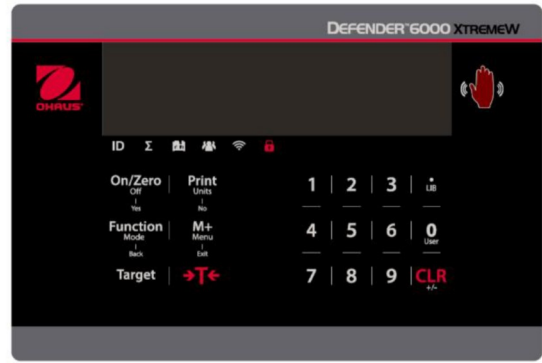 DEFENDER™6000 XTREMEW
OHAUS®
ID Σ
On/Zero Print 1 2 3 .
Off Units LIB
Yes No
Function M+ 4 5 6 0
Mode Menu User
Back Exit
Target →T← 7 8 9 CLR
+/-